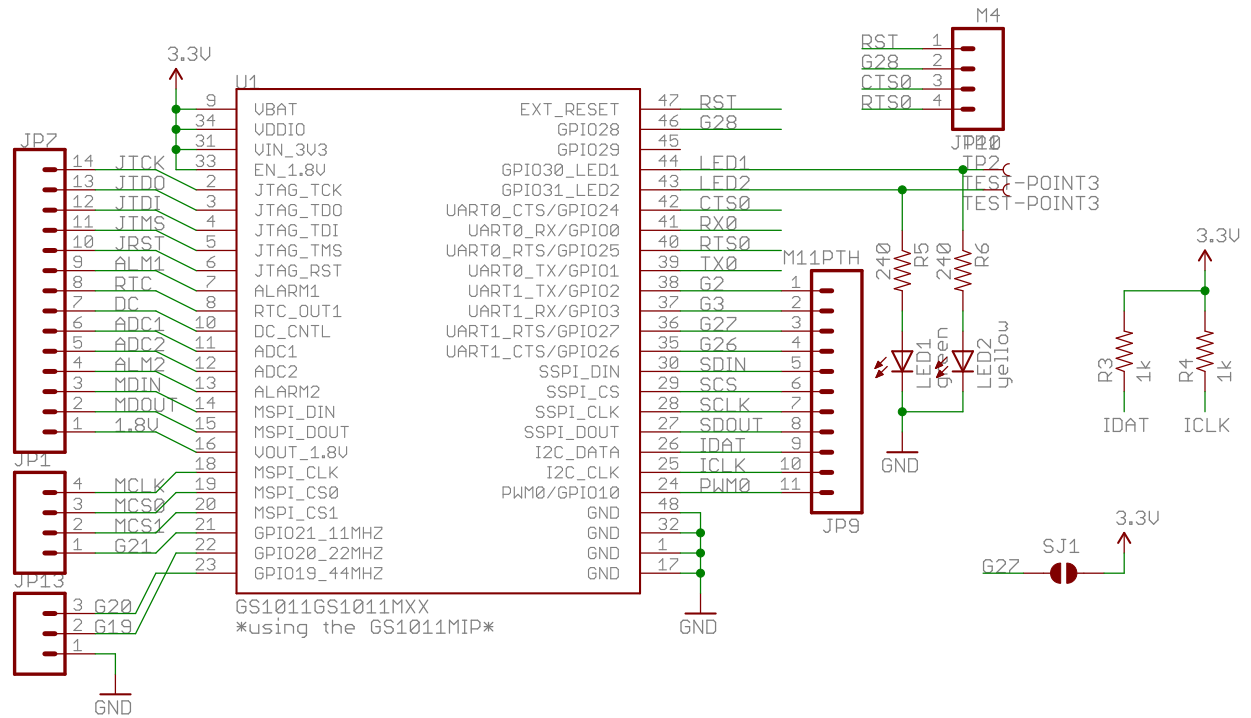 M4
RST 1
G28 2
CTS0 3
RTS0 4
3.3V
U1
9 VBAT EXT_RESET 47 RST
34 VDDIO GPIO28 46 G28
31 VIN_3V3 GPIO29 45
33 EN_1.8V GPIO30_LED1 44 LED1
TP2
TEST-POINT3
TEST-POINT3
JP7
14 JTCK 2 JTAG_TCK GPIO31_LED2 43 LED2
13 JTDO 3 JTAG_TDO UART0_CTS/GPIO24 42 CTS0
12 JTDI 4 JTAG_TDI UART0_RX/GPIO0 41 RX0
11 JTMS 5 JTAG_TMS UART0_RTS/GPIO25 40 RTS0
10 JRST 6 JTAG_RST UART0_TX/GPIO1 39 TX0
M11PTH
9 ALM1 7 ALARM1 UART1_TX/GPIO2 38 G2 1
8 RTC 8 RTC_OUT1 UART1_RX/GPIO3 37 G3 2
7 DC 10 DC_CNTL UART1_RTS/GPIO27 36 G27 3
6 ADC1 11 ADC1 UART1_CTS/GPIO26 35 G26 4
5 ADC2 12 ADC2 SSPI_DIN 30 SDIN 5
4 ALM2 13 ALARM2 SSPI_CS 29 SCS 6
3 MDIN 14 MSPI_DIN SSPI_CLK 28 SCLK 7
2 MDOUT 15 MSPI_DOUT SSPI_DOUT 27 SDOUT 8
1 1.8V 16 VOUT_1.8V I2C_DATA 26 IDAT 9
JP1
18 MSPI_CLK I2C_CLK 25 ICLK 10
4 MCLK 19 MSPI_CS0 PWM0/GPIO10 24 PWM0 11
3 MCS0 20 MSPI_CS1 GND 48
JP9
2 MCS1 21 GPIO21_11MHZ GND 32
1 G21 22 GPIO20_22MHZ GND 1
23 GPIO19_44MHZ GND 17
JP13
3 G20
2 G19
1
GND
GS1011GS1011MXX
*using the GS1011MIP*
GND
240
R5
240
R6
LED1
green
LED2
yellow
GND
3.3V
R3
1k
R4
1k
IDAT
ICLK
3.3V
SJ1
G27